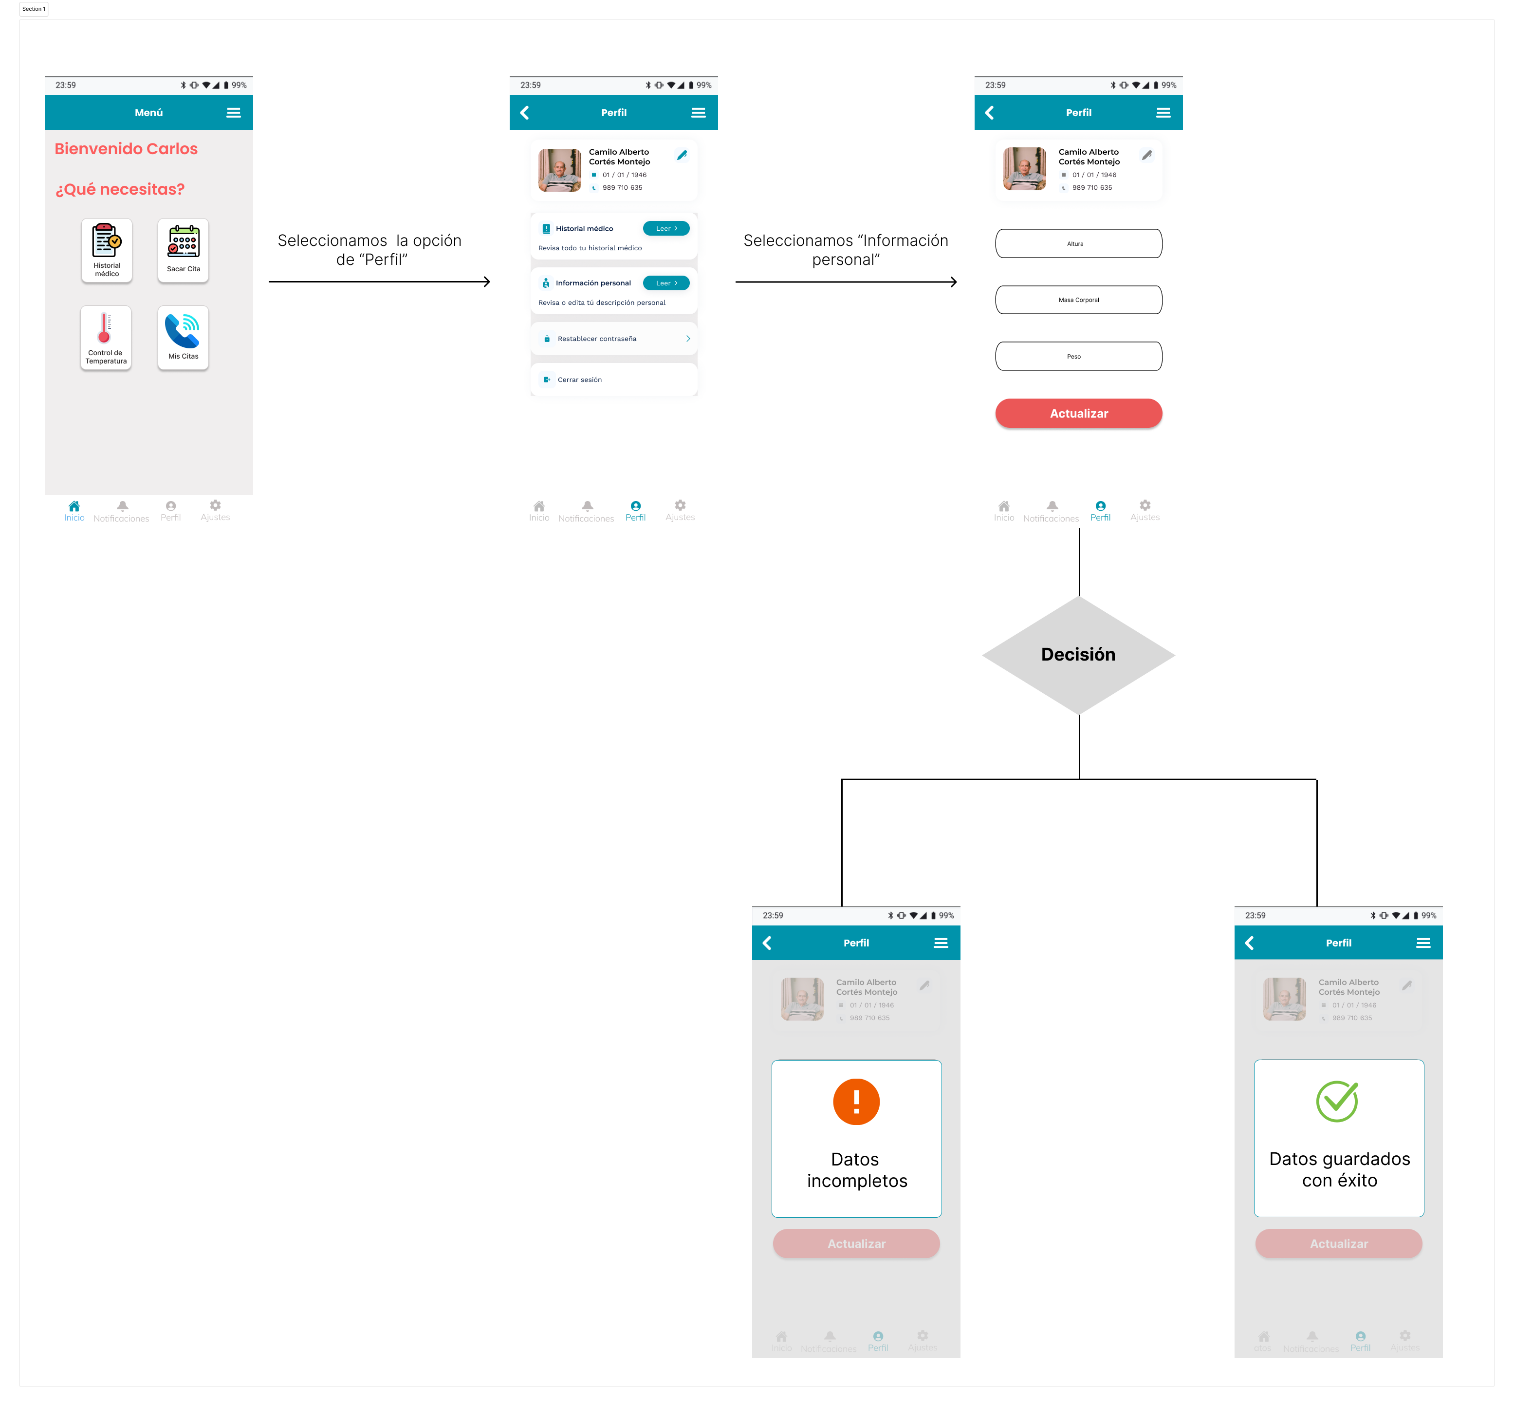 Section 1
23:59
99%
Menú
Bienvenido Carlos
¿Qué necesitas?
Historial
médico
Sacar Cita
Control de
Temperatura
Mis Citas
Inicio
Notificaciones
Perfil
Ajustes
Seleccionamos la opción
de “Perfil”
23:59
99%
Perfil
Camilo Alberto
Cortés Montejo
01 / 01 / 1946
989 710 635
Historial médico
Leer
Revisa todo tu historial médico
Información personal
Leer
Revisa o edita tú descripción personal
Restablecer contraseña
Cerrar sesión
Inicio
Notificaciones
Perfil
Ajustes
Seleccionamos “Información
personal”
23:59
99%
Perfil
Camilo Alberto
Cortés Montejo
01 / 01 / 1946
989 710 635
Altura
Masa Corporal
Peso
Actualizar
Inicio
Notificaciones
Perfil
Ajustes
Decisión
23:59
99%
Perfil
Camilo Alberto
Cortés Montejo
01 / 01 / 1946
989 710 635
Datos
incompletos
Actualizar
Inicio
Notificaciones
Perfil
Ajustes
23:59
99%
Perfil
Camilo Alberto
Cortés Montejo
01 / 01 / 1946
989 710 635
Datos guardados
con éxito
Actualizar
Notificaciones
Perfil
Ajustes